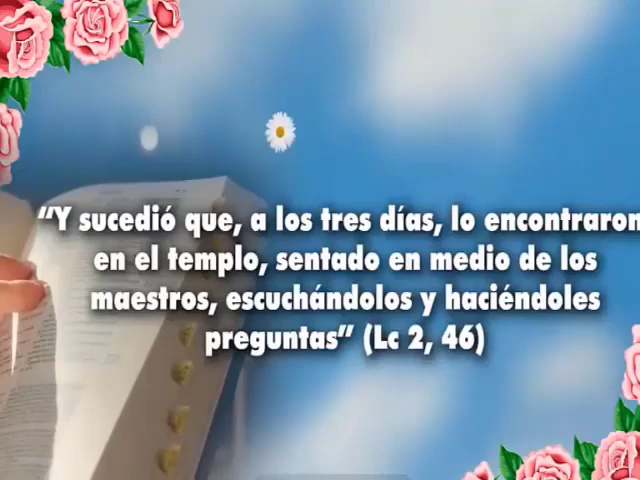 “Y sucedió que, a los tres días, lo encontraron
en el templo, sentado en medio de los
maestros, escuchándolos y haciéndoles
preguntas” (Lc 2, 46)